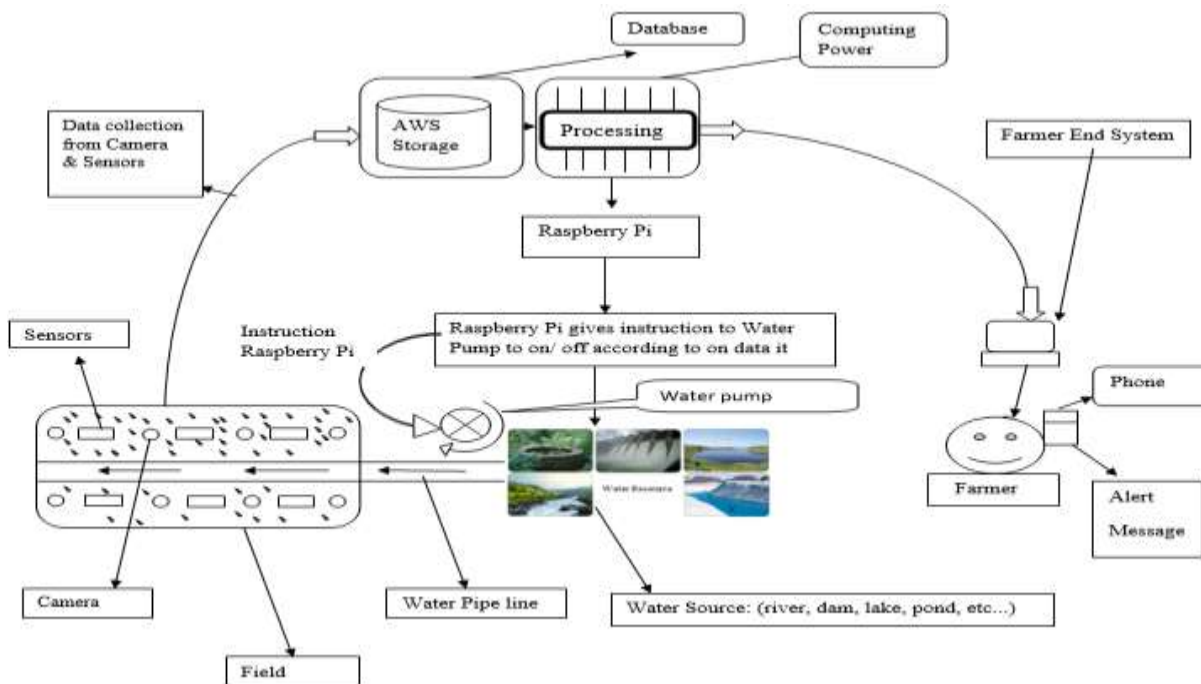 Database
Computing
Power
Data collection
from Camera
& Sensors
AWS
Storage
Processing
Farmer End System
Raspberry Pi
Sensors
Instruction
Raspberry Pi
Raspberry Pi gives instruction to Water
Pump to on/ off according to on data it
Water pump
Phone
Water Resource
Farmer
Alert
Message
Camera
Water Pipe line
Water Source: (river, dam, lake, pond, etc...)
Field